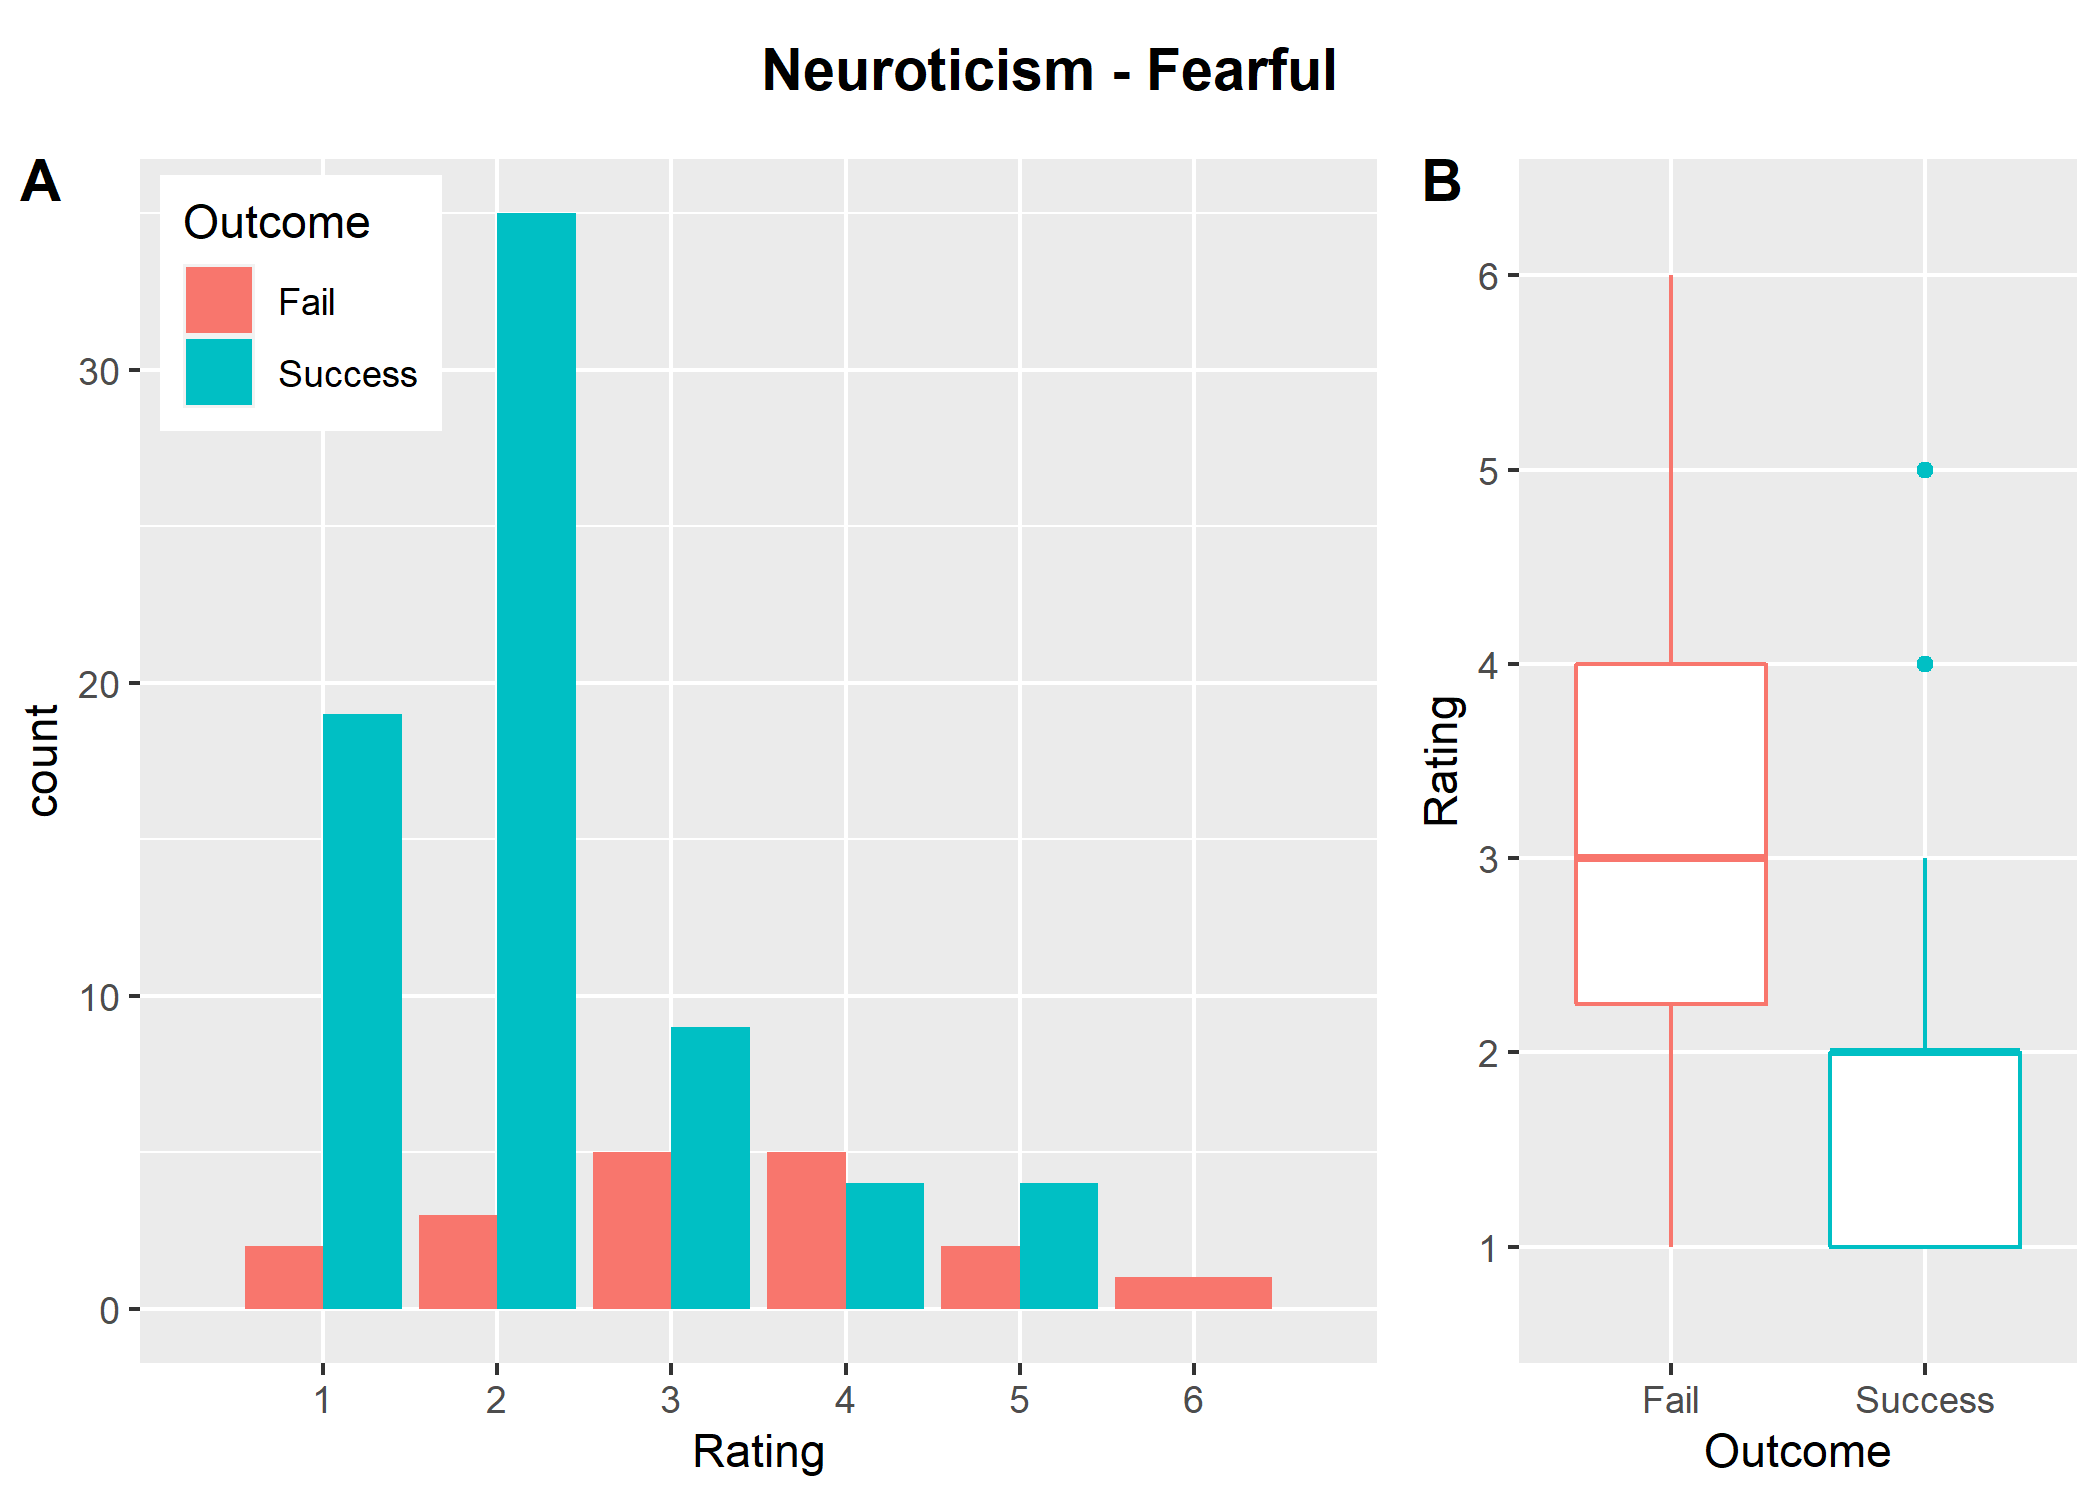 Neuroticism - Fearful
A
Outcome
Fail
Success
30
20
10
0
count
1 2 3 4 5 6
Rating
B
6
5
4
3
2
1
Rating
Fail Success
Outcome